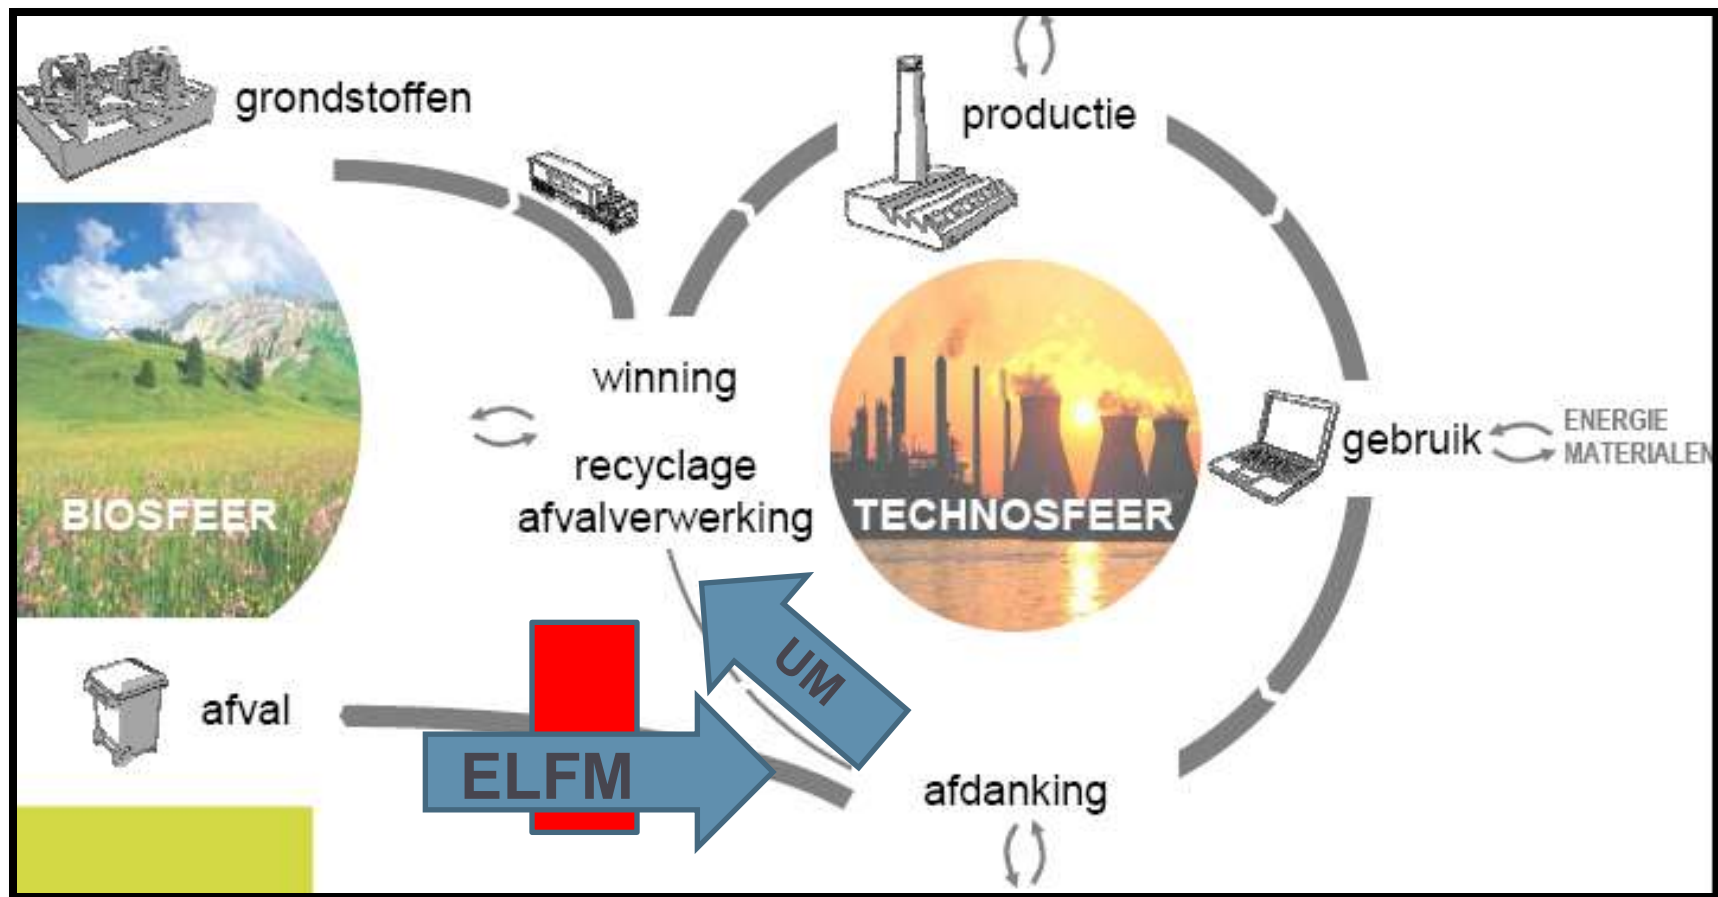 grondstoffen
productie
winning
recyclage
afvalverwerking
BIOSFEER
TECHNOSFEER
gebruik
ENERGIE
MATERIALEN
UM
afval
ELFM
afdanking